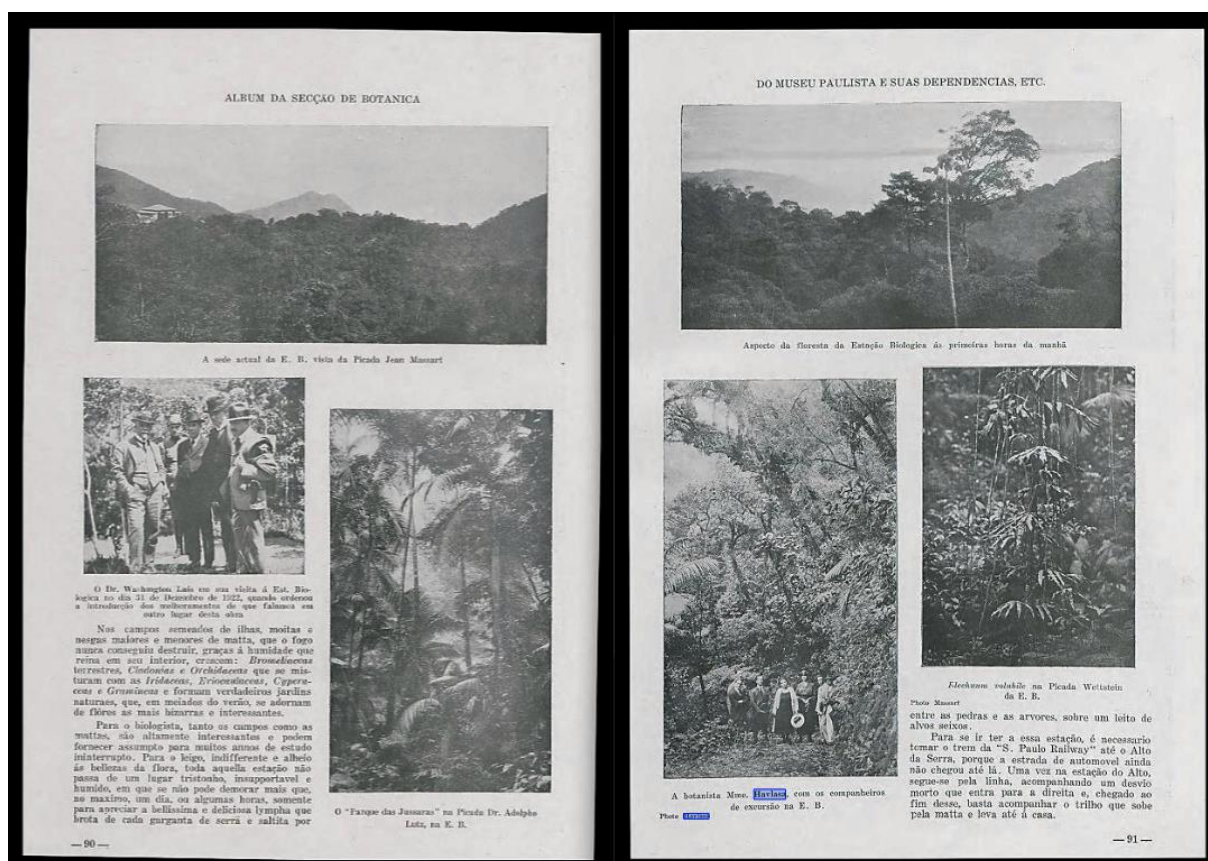 ALBUM DA SECÇÃO DE BOTANICA
A sede actual da E. B. vista da Picada Jean Massart
O Dr. Washington Luis em sua visita á Est. Bio-
logica no dia 31 de Dezembro de 1922, quando ordenou
a introducção dos melhoramentos de que falamos em
outro lugar desta obra
Nos campos semeados de ilhas, moitas e
nesgas maiores e menores de matta, que o fogo
nunca conseguiu destruir, graças á humidade que
reina em seu interior, crescem: Bromeliaceas
terrestres, Cladonias e Orchidaceas que se mis-
turam com as Iridaceas, Eriocaulaceas, Cypera-
ceas e Gramineas e formam verdadeiros jardins
naturaes, que, em meiados do verão, se adornam
de flôres as mais bizarras e interessantes.
Para o biologista, tanto os campos como as
mattas, são altamente interessantes e podem
fornecer assumpto para muitos annos de estudo
ininterrupto. Para o leigo, indifferente e alheio
ás bellezas da flora, toda aquella estação não
passa de um lugar tristonho, insupportavel e
humido, em que se não pode demorar mais que,
no maximo, um dia, ou algumas horas, somente
para apreciar a bellissima e deliciosa lympha que
brota de cada garganta de serra e saltita por
O "Parque das Jussaras" na Picada Dr. Adolpho
Lutz, na E. B.
— 90 —
DO MUSEU PAULISTA E SUAS DEPENDENCIAS, ETC.
Aspecto da floresta da Estação Biologica ás primeiras horas da manhã
A botanista Mme. Havlasa, com os companheiros
de excursão na E. B.
Photo
Blechnum volubile na Picada Wettstein
da E. B.
Photo Massart
entre as pedras e as arvores, sobre um leito de
alvos seixos.
Para se ir ter a essa estação, é necessario
tomar o trem da "S. Paulo Railway" até o Alto
da Serra, porque a estrada de automovel ainda
não chegou até lá. Uma vez na estação do Alto,
segue-se pela linha, acompanhando um desvio
morto que entra para a direita e, chegado ao
fim desse, basta acompanhar o trilho que sobe
pela matta e leva até á casa.
— 91 —